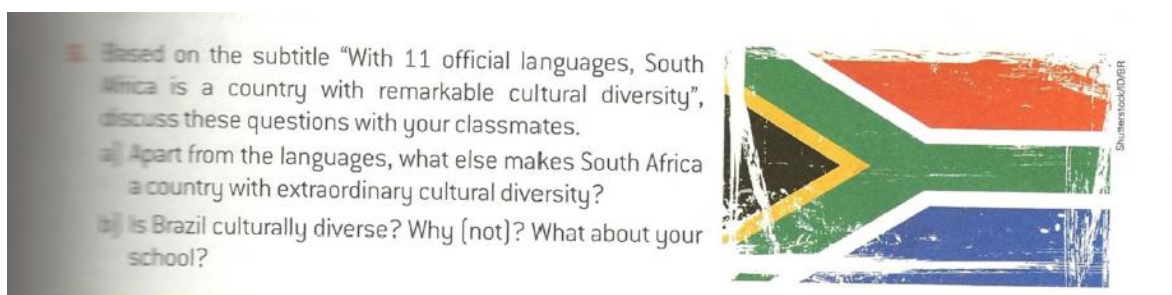 Based on the subtitle “With 11 official languages, South
Africa is a country with remarkable cultural diversity”,
discuss these questions with your classmates.
a) Apart from the languages, what else makes South Africa
a country with extraordinary cultural diversity?
b) Is Brazil culturally diverse? Why (not)? What about your
school?
Shutterstock/ID/BR